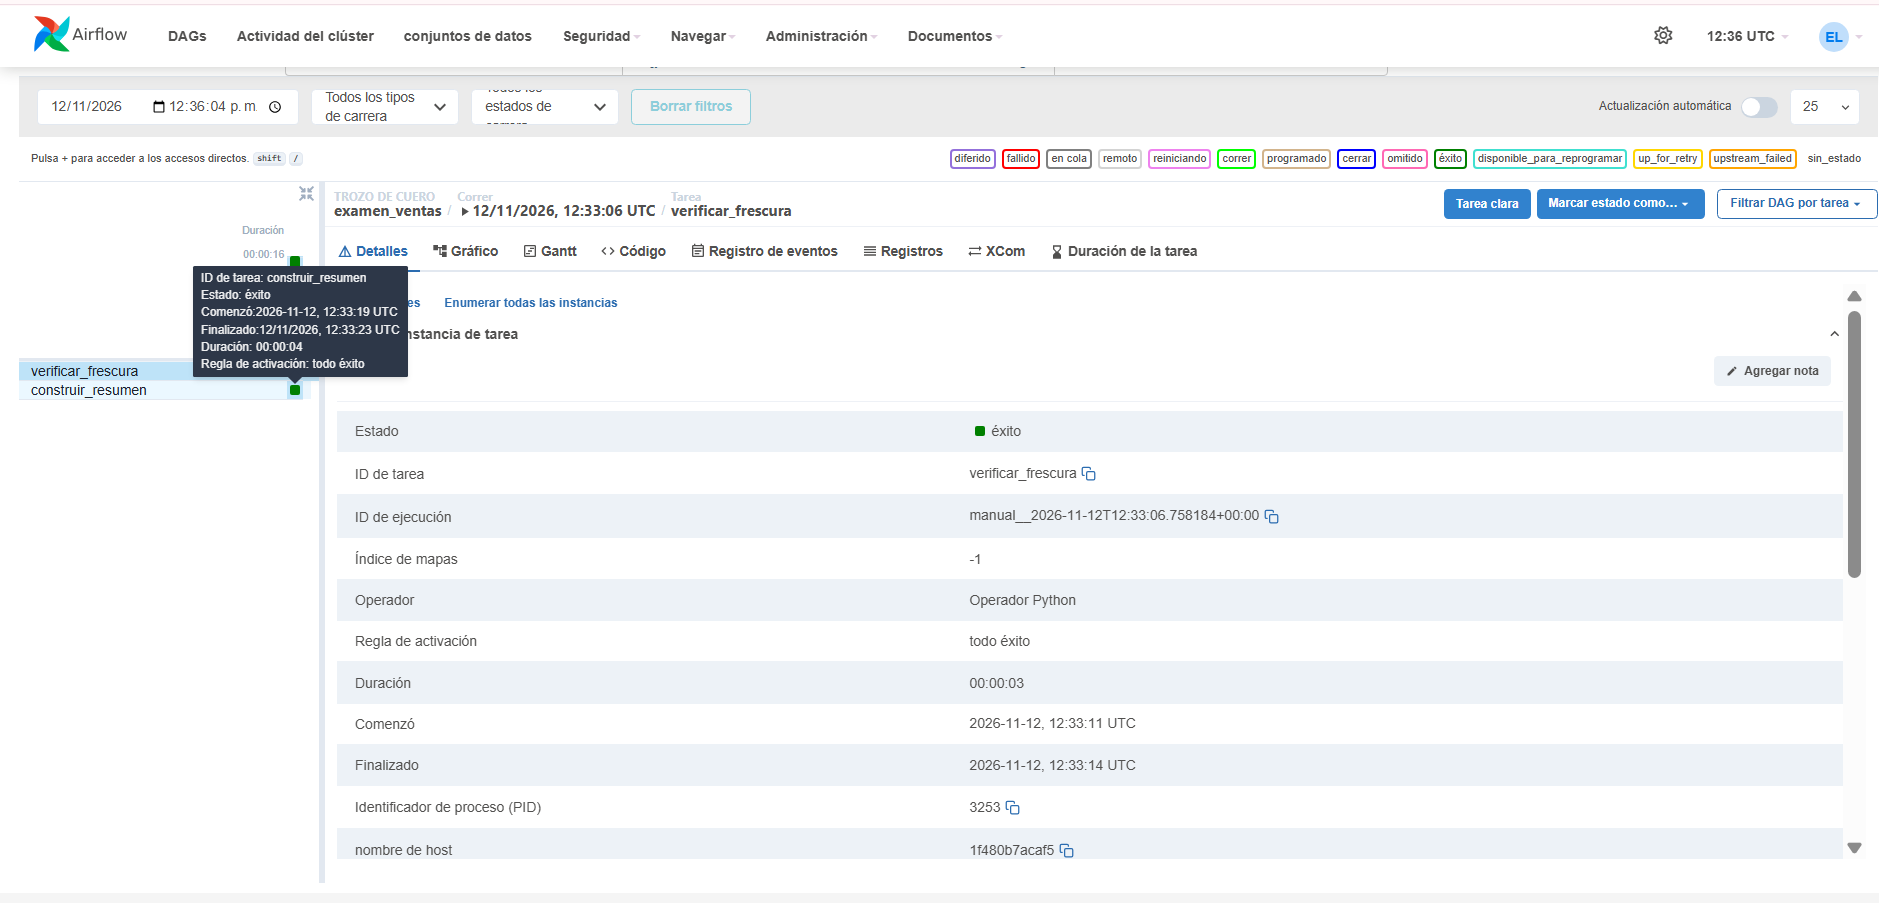 Airflow
DAGs
Actividad del clúster
conjuntos de datos
Seguridad
Navegar
Administración
Documentos
12:36 UTC
EL
12/11/2026
12:36:04 p. m.
Todos los tipos de carrera
estados de
Borrar filtros
Actualización automática
25
Pulsa + para acceder a los accesos directos. shift /
diferido
fallido
en cola
remoto
reiniciando
correr
programado
cerrar
omitido
éxito
disponible_para_reprogramar
up_for_retry
upstream_failed
sin_estado
TROZO DE CUERO
examen_ventas
/
Correr
12/11/2026, 12:33:06 UTC
/
Tarea
verificar_frescura
Tarea clara
Marcar estado como...
Filtrar DAG por tarea
Duración
00:00:16
Detalles
Gráfico
Gantt
Código
Registro de eventos
Registros
XCom
Duración de la tarea
ID de tarea: construir_resumen
Estado: éxito
Comenzó:2026-11-12, 12:33:19 UTC
Finalizado:12/11/2026, 12:33:23 UTC
Duración: 00:00:04
Regla de activación: todo éxito
verificar_frescura
construir_resumen
es
Enumerar todas las instancias
nstancia de tarea
Agregar nota
Estado
éxito
ID de tarea
verificar_frescura
ID de ejecución
manual__2026-11-12T12:33:06.758184+00:00
Índice de mapas
-1
Operador
Operador Python
Regla de activación
todo éxito
Duración
00:00:03
Comenzó
2026-11-12, 12:33:11 UTC
Finalizado
2026-11-12, 12:33:14 UTC
Identificador de proceso (PID)
3253
nombre de host
1f480b7acaf5